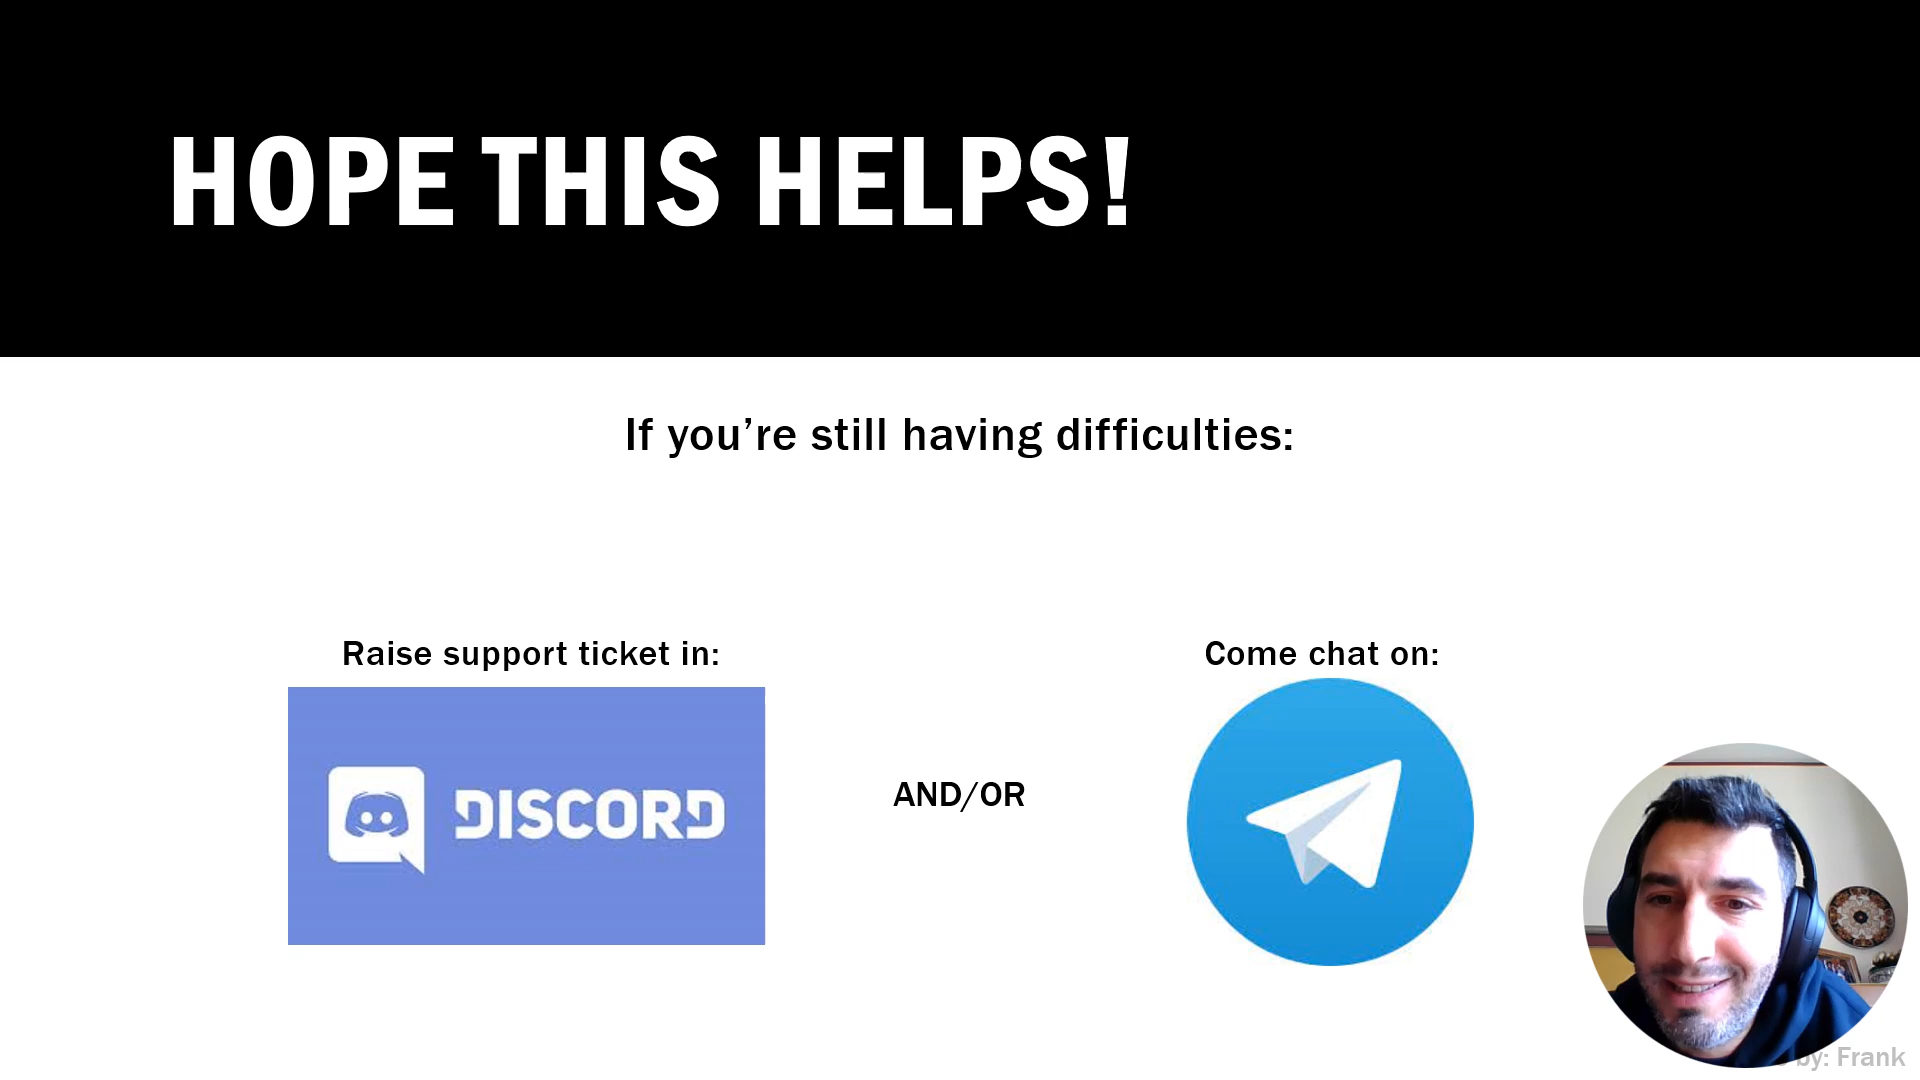 HOPE THIS HELPS!
If you’re still having difficulties:
Raise support ticket in:
Come chat on:
DISCORD
AND/OR
by: Frank